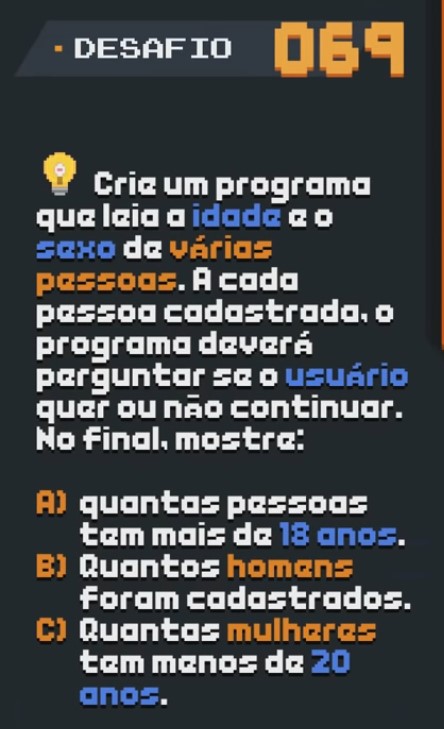 DESAFIO 069
Crie um programa
que leia a idade e o
sexo de várias
pessoas. A cada
pessoa cadastrada, o
programa deverá
perguntar se o usuário
quer ou não continuar.
No final, mostre:
A) quantas pessoas
tem mais de 18 anos.
B) Quantos homens
foram cadastrados.
C) Quantas mulheres
tem menos de 20
anos.